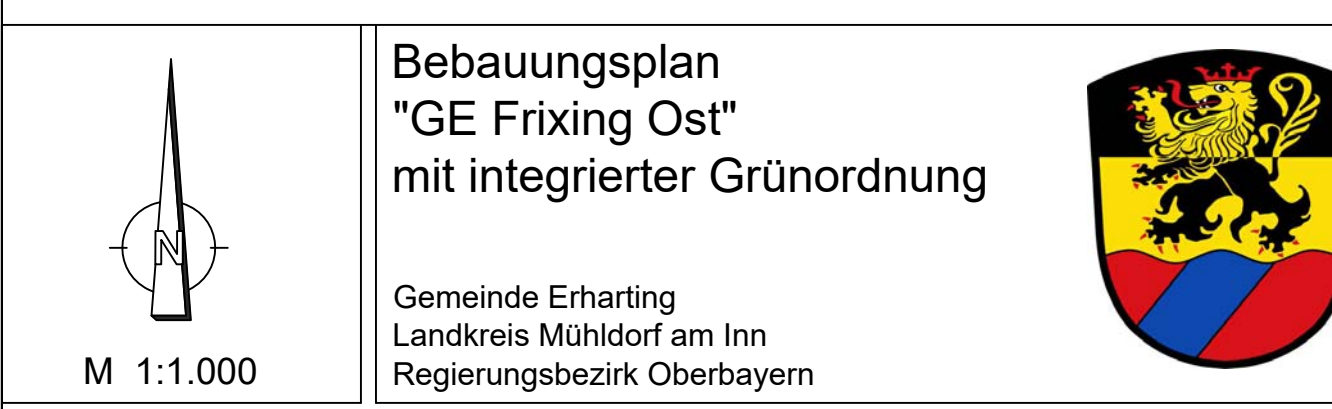 N
M 1:1.000
Bebauungsplan
"GE Frixing Ost"
mit integrierter Grünordnung
Gemeinde Erharting
Landkreis Mühldorf am Inn
Regierungsbezirk Oberbayern